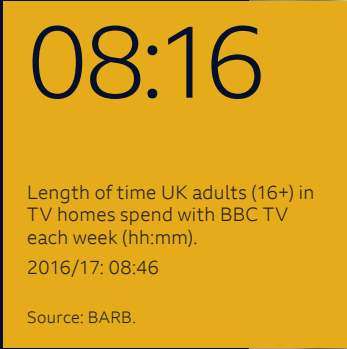 08:16
Length of time UK adults (16+) in
TV homes spend with BBC TV
each week (hh:mm).
2016/17: 08:46
Source: BARB.